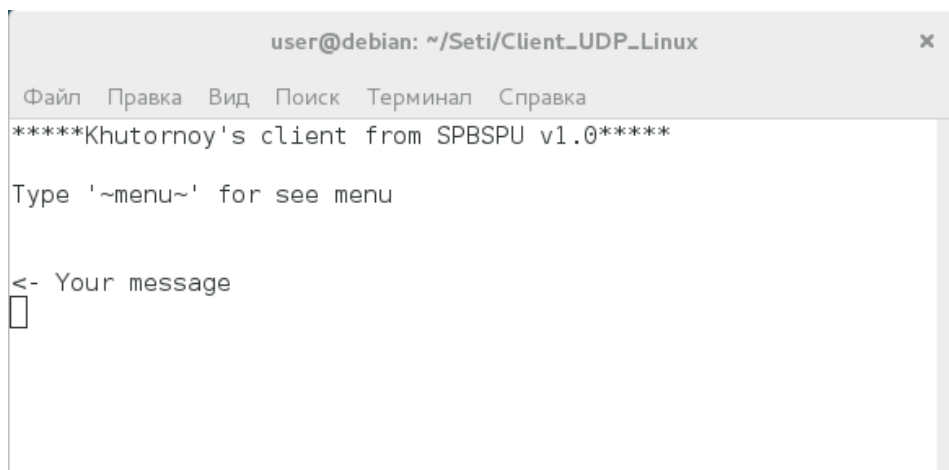 user@debian: ~/Seti/Client_UDP_Linux ×
Файл Правка Вид Поиск Терминал Справка
*****Khutornoy's client from SPBSPU v1.0*****
Type '~menu~' for see menu
<- Your message